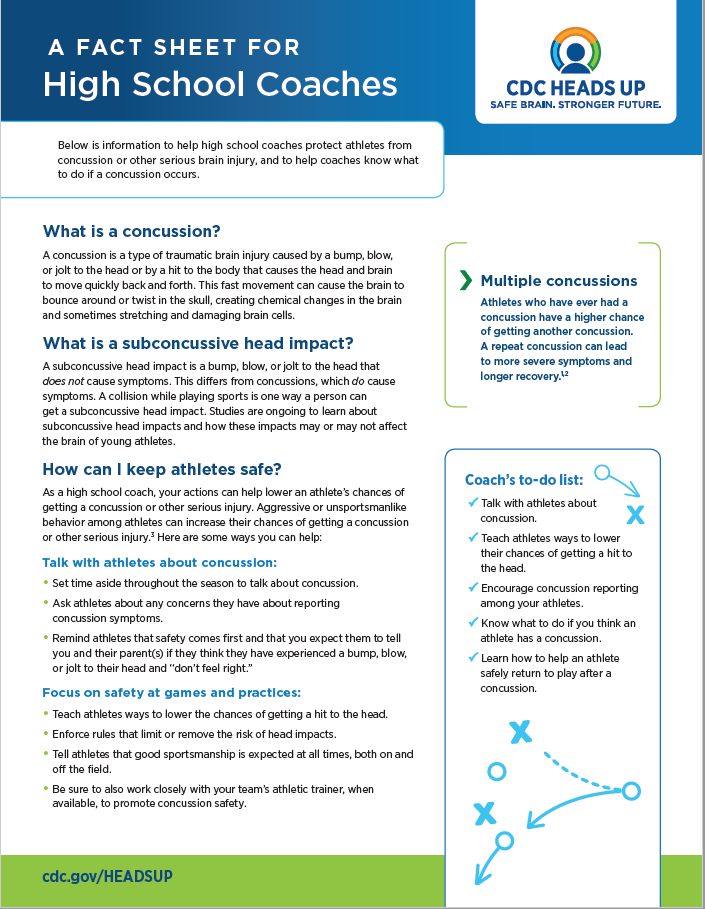 A FACT SHEET FOR
High School Coaches
CDC HEADS UP
SAFE BRAIN. STRONGER FUTURE.
Below is information to help high school coaches protect athletes from
concussion or other serious brain injury, and to help coaches know what
to do if a concussion occurs.
What is a concussion?
A concussion is a type of traumatic brain injury caused by a bump, blow,
or jolt to the head or by a hit to the body that causes the head and brain
to move quickly back and forth. This fast movement can cause the brain to
bounce around or twist in the skull, creating chemical changes in the brain
and sometimes stretching and damaging brain cells.
What is a subconcussive head impact?
A subconcussive head impact is a bump, blow, or jolt to the head that
does not cause symptoms. This differs from concussions, which do cause
symptoms. A collision while playing sports is one way a person can
get a subconcussive head impact. Studies are ongoing to learn about
subconcussive head impacts and how these impacts may or may not affect
the brain of young athletes.
How can I keep athletes safe?
As a high school coach, your actions can help lower an athlete's chances of
getting a concussion or other serious injury. Aggressive or unsportsmanlike
behavior among athletes can increase their chances of getting a concussion
or other serious injury.³ Here are some ways you can help:
Talk with athletes about concussion:
• Set time aside throughout the season to talk about concussion.
• Ask athletes about any concerns they have about reporting
concussion symptoms.
• Remind athletes that safety comes first and that you expect them to tell
you and their parent(s) if they think they have experienced a bump, blow,
or jolt to their head and “don't feel right.”
Focus on safety at games and practices:
• Teach athletes ways to lower the chances of getting a hit to the head.
• Enforce rules that limit or remove the risk of head impacts.
• Tell athletes that good sportsmanship is expected at all times, both on and
off the field.
• Be sure to also work closely with your team's athletic trainer, when
available, to promote concussion safety.
Multiple concussions
Athletes who have ever had a
concussion have a higher chance
of getting another concussion.
A repeat concussion can lead
to more severe symptoms and
longer recovery.¹,²
Coach's to-do list:
✓ Talk with athletes about
concussion.
✓ Teach athletes ways to lower
their chances of getting a hit to
the head.
✓ Encourage concussion reporting
among your athletes.
✓ Know what to do if you think an
athlete has a concussion.
✓ Learn how to help an athlete
safely return to play after a
concussion.
cdc.gov/HEADSUP